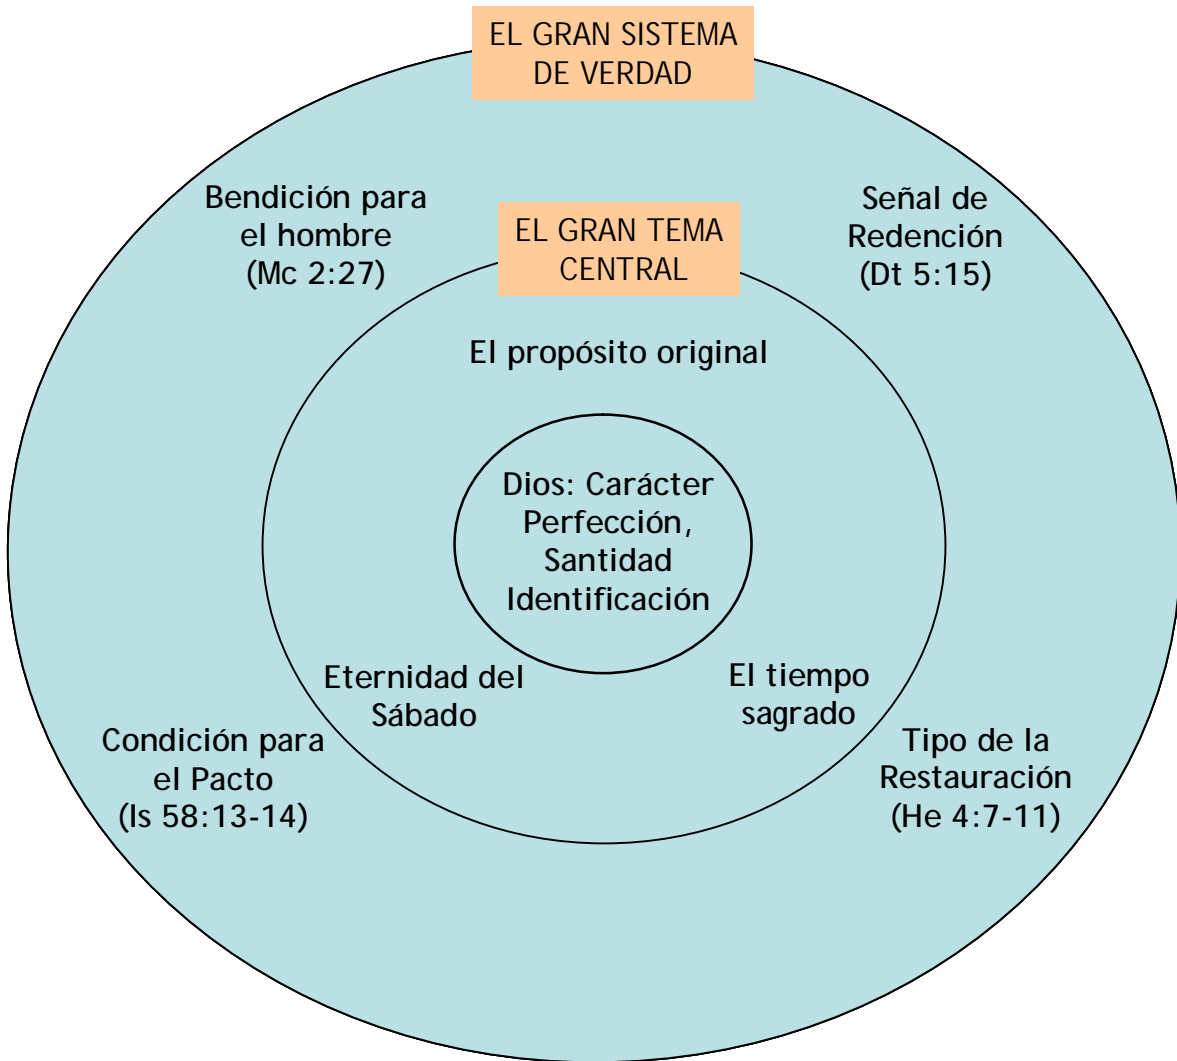 EL GRAN SISTEMA
DE VERDAD
Bendición para
el hombre
(Mc 2:27)
Señal de
Redención
(Dt 5:15)
EL GRAN TEMA
CENTRAL
El propósito original
Dios: Carácter
Perfección,
Santidad
Identificación
Eternidad del
Sábado
El tiempo
sagrado
Condición para
el Pacto
(Is 58:13-14)
Tipo de la
Restauración
(He 4:7-11)